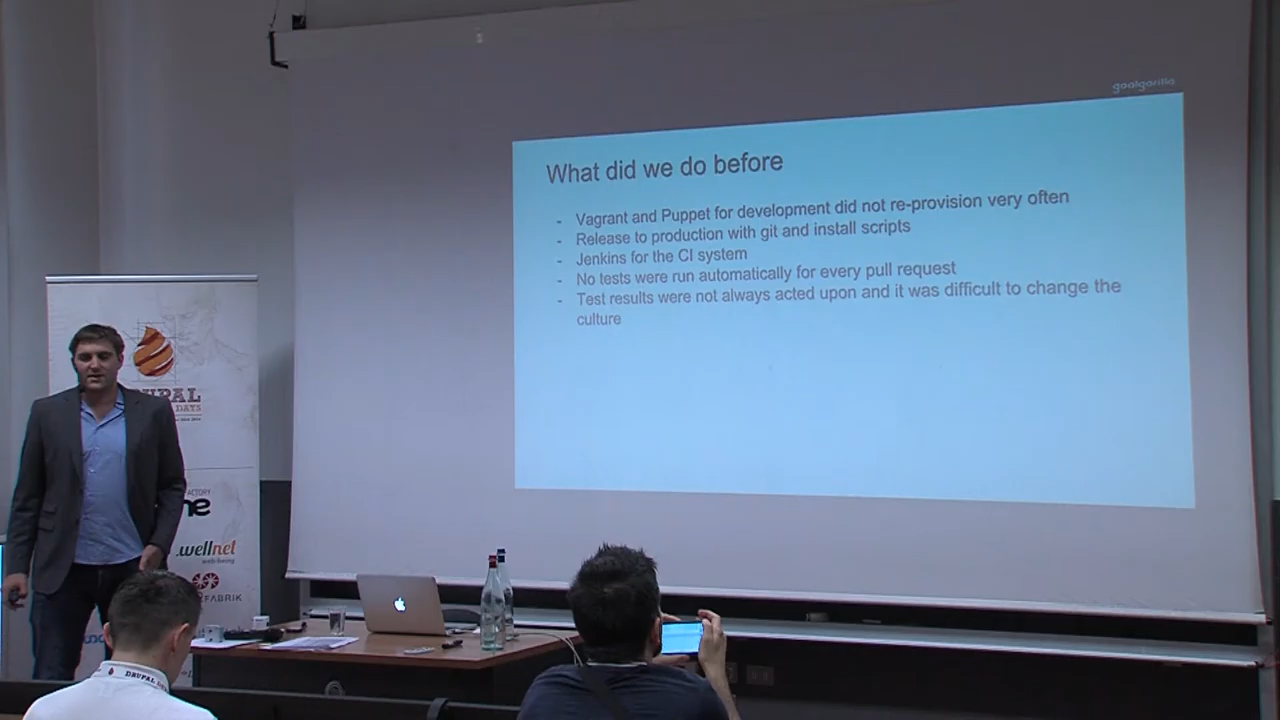 goalgorilla
What did we do before
- Vagrant and Puppet for development did not re-provision very often
- Release to production with git and install scripts
- Jenkins for the CI system
- No tests were run automatically for every pull request
- Test results were not always acted upon and it was difficult to change the
culture
DAYS
.wellnet
FABRIK
DRUPAL